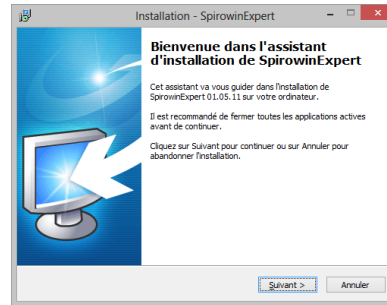 Installation - SpirowinExpert
Bienvenue dans l'assistant
d'installation de SpirowinExpert
Cet assistant va vous guider dans l'installation de
SpirowinExpert 01.05.11 sur votre ordinateur.
Il est recommandé de fermer toutes les applications actives
avant de continuer.
Cliquez sur Suivant pour continuer ou sur Annuler pour
abandonner l'installation.
Suivant > Annuler